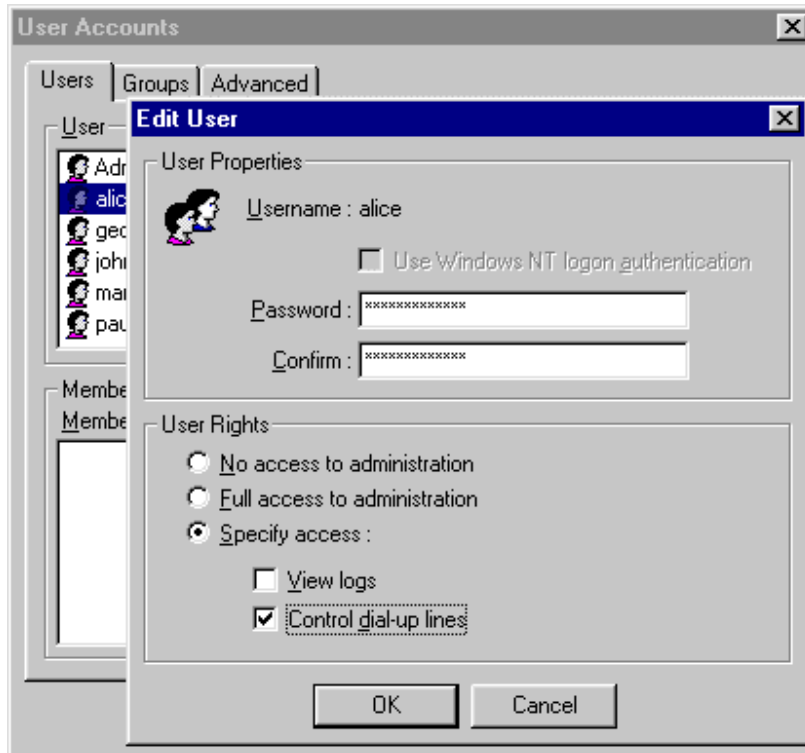 User Accounts
Users Groups Advanced
User
Adr
alic
geo
john
mar
pau
Membe
Membe
Edit User
User Properties
Username : alice
Use Windows NT logon authentication
Password : *************
Confirm : *************
User Rights
No access to administration
Full access to administration
Specify access :
View logs
Control dial-up lines
OK Cancel